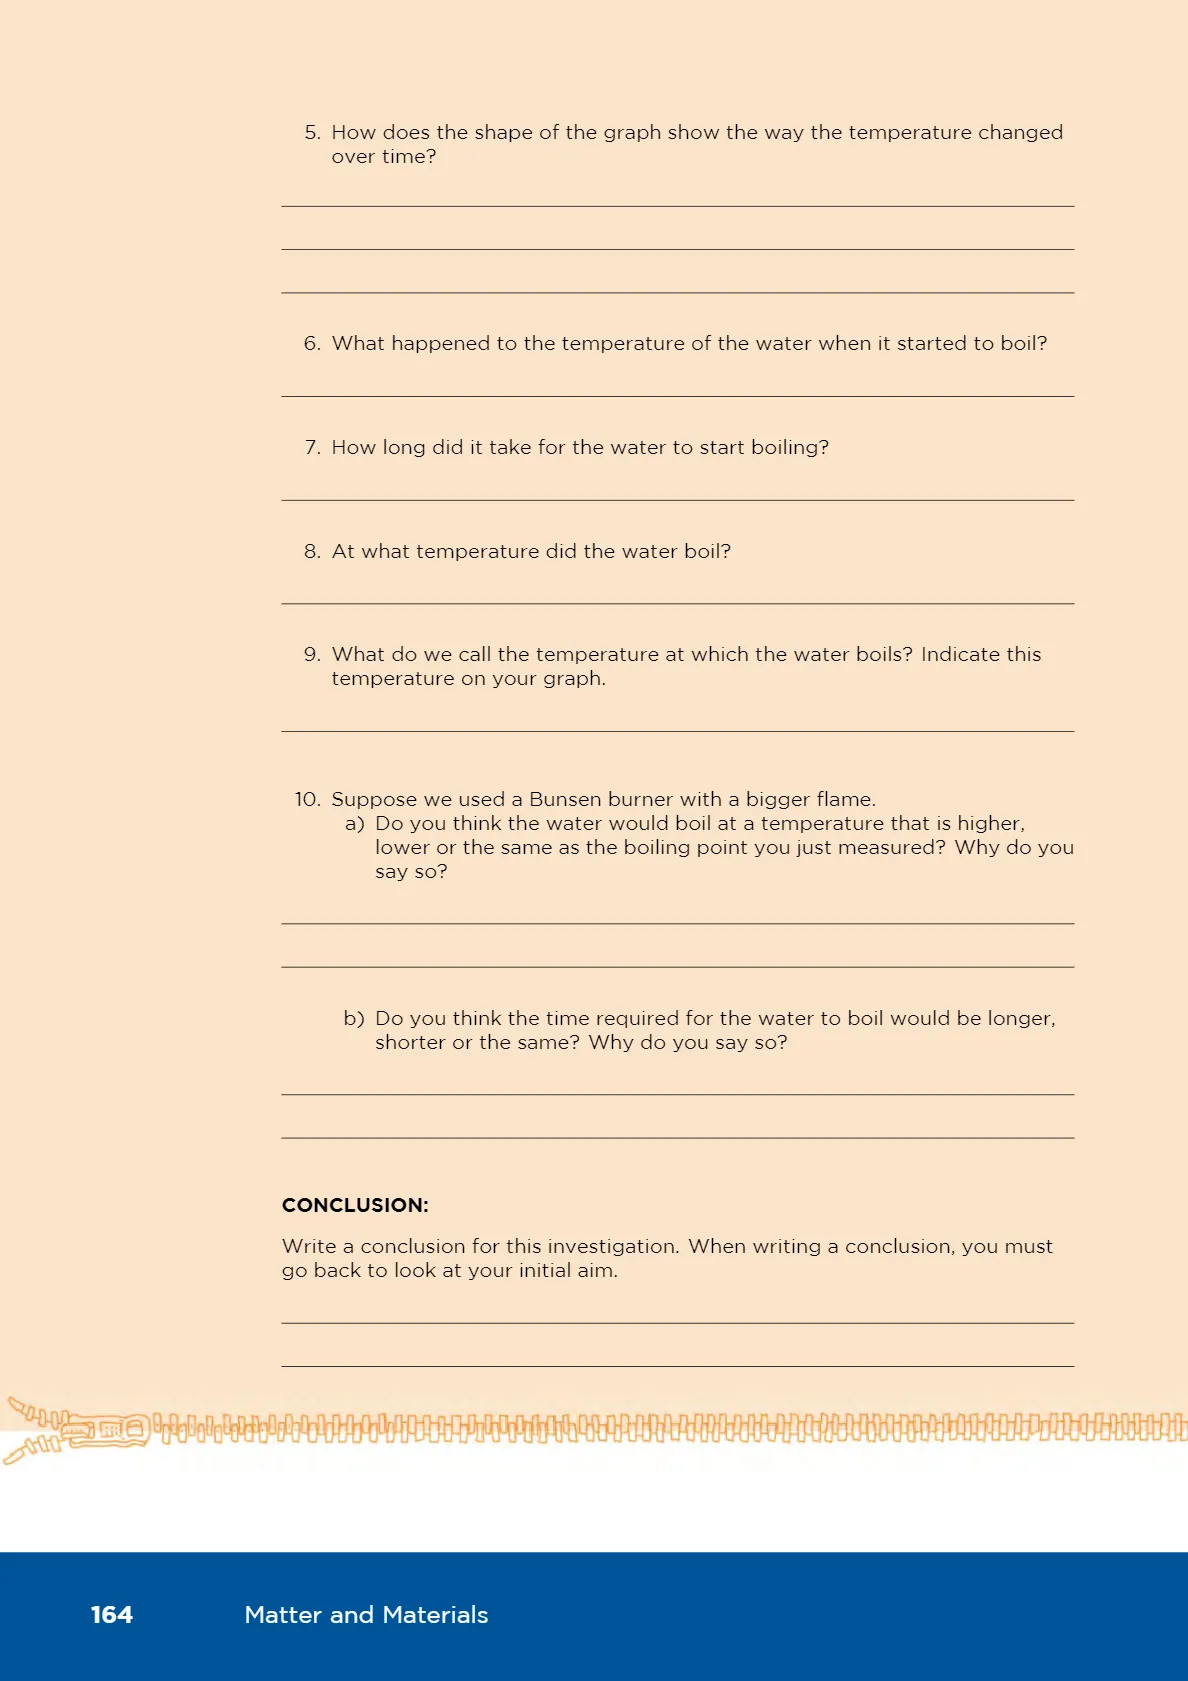 5. How does the shape of the graph show the way the temperature changed
over time?
6. What happened to the temperature of the water when it started to boil?
7. How long did it take for the water to start boiling?
8. At what temperature did the water boil?
9. What do we call the temperature at which the water boils? Indicate this
temperature on your graph.
10. Suppose we used a Bunsen burner with a bigger flame.
a) Do you think the water would boil at a temperature that is higher,
lower or the same as the boiling point you just measured? Why do you
say so?
b) Do you think the time required for the water to boil would be longer,
shorter or the same? Why do you say so?
CONCLUSION:
Write a conclusion for this investigation. When writing a conclusion, you must
go back to look at your initial aim.
164 Matter and Materials